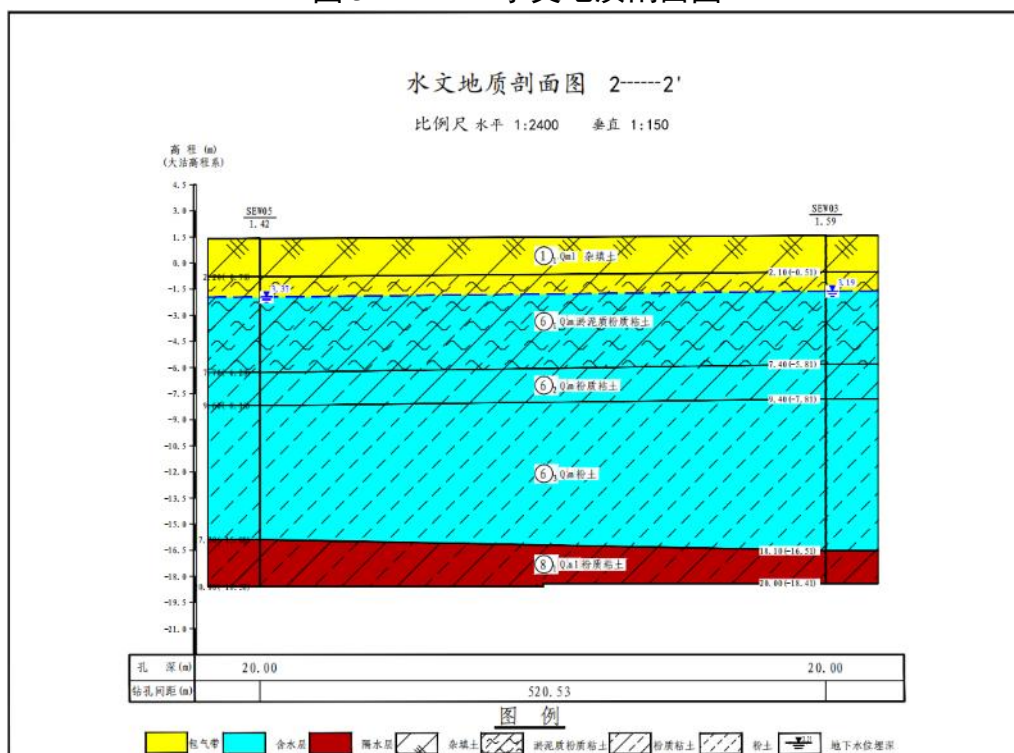 水文地质剖面图 2-----2'
比例尺 水平 1:2400 垂直 1:150
高 程 (m)
(大沽高程系)
4.5
3.0
SEW05
SEW03
1.42
1.59
1.5
①1 Qml 杂填土
0.0
2.10(-0.51)
-1.5
3.37
3.19
-3.0
⑥1 Qm淤泥质粉质粘土
-4.5
-6.0
7.40(-5.81)
⑥2 Qm粉质粘土
-7.5
9.40(-7.81)
-9.0
-10.5
-12.0
⑥3 Qm粉土
-13.5
-15.0
-16.5
18.10(-16.51)
粉质粘土
-18.0
20.00(-18.41)
-19.5
-21.0
孔 深(m) 20.00 20.00
钻孔间距(m) 520.53
图 例
包气带 含水层 隔水层 杂填土 淤泥质粉质粘土 粉质粘土 粉土 地下水位埋深